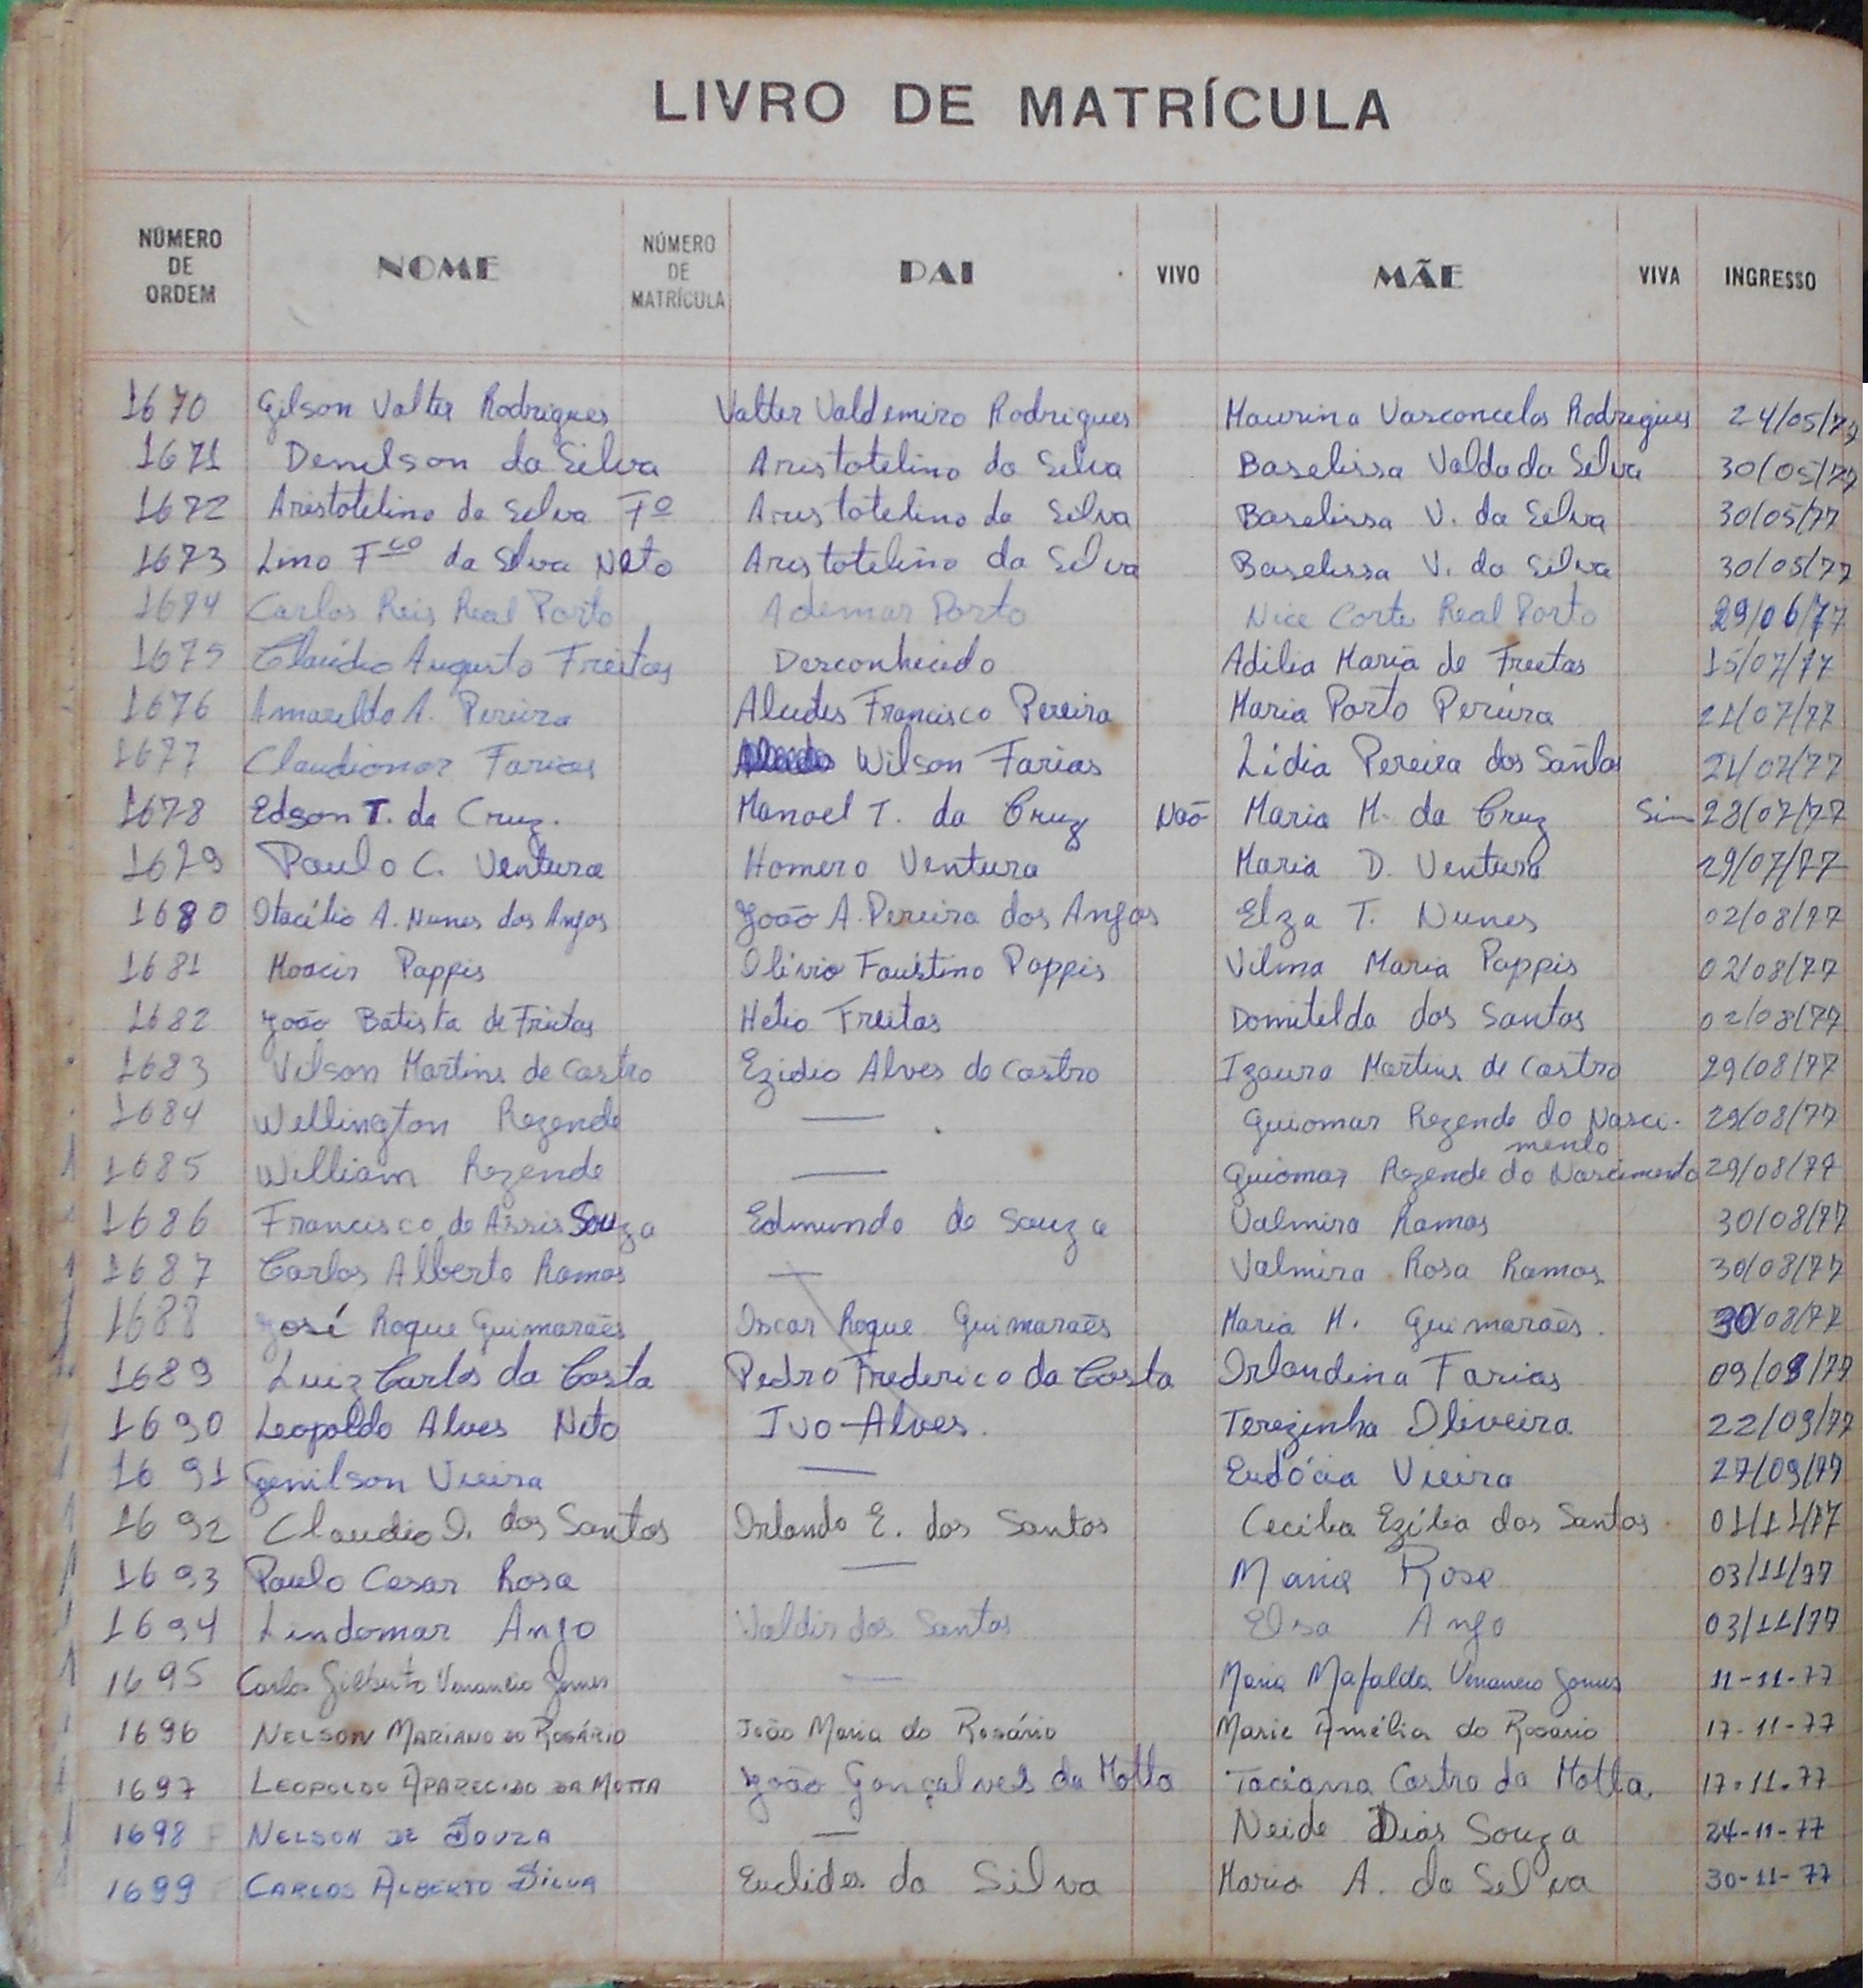 LIVRO DE MATRÍCULA
NÚMERO DE ORDEM NOME NÚMERO DE MATRÍCULA PAI VIVO MÃE VIVA INGRESSO
1670 Gilson Valter Rodrigues Valter Valdemiro Rodrigues Maurina Vasconcelos Rodrigues 24/05/77
1671 Denilson da Silva Aristotelino da Silva Baselissa Valda da Silva 30/05/77
1672 Aristotelino da Silva Fº Aristotelino da Silva Baselissa V. da Silva 30/05/77
1673 Lino Fco da Silva Neto Aristotelino da Silva Baselissa V. da Silva 30/05/77
1674 Carlos Reis Real Porto Ademar Porto Nice Corte Real Porto 29/06/77
1675 Claúdio Augusto Freitas Desconhecido Adilia Maria de Freitas 15/07/77
1676 Amarildo A. Pereira Alcides Francisco Pereira Maria Porto Pereira 21/07/77
1677 Claudionor Farias Wilson Farias Lídia Pereira dos Santos 21/07/77
1678 Edson T. da Cruz. Manoel T. da Cruz Não Maria M. da Cruz Sim 28/07/77
1679 Paulo C. Ventura Homero Ventura Maria D. Ventura 29/07/77
1680 Otacílio A. Nunes dos Anjos João A. Pereira dos Anjos Elza T. Nunes 02/08/77
1681 Moacir Pappis Olívio Faustino Pappis Vilma Maria Pappis 02/08/77
1682 João Batista de Freitas Hélio Freitas Domitilda dos Santos 02/08/77
1683 Vilson Martins de Castro Ezidio Alves de Castro Izaura Martins de Castro 29/08/77
1684 Wellington Rezende — Guiomar Rezende do Nasci-
mento 29/08/77
1685 William Rezende — Guiomar Rezende do Nascimento 29/08/77
1686 Francisco de Assis Souza Edmundo de Souza Valmira Ramos 30/08/77
1687 Carlos Alberto Ramos — Valmira Rosa Ramos 30/08/77
1688 José Roque Guimarães Oscar Roque Guimarães Maria M. Guimarães. 30/08/77
1689 Luiz Carlos da Costa Pedro Frederico da Costa Orlandina Farias 09/09/77
1690 Leopoldo Alves Neto Ivo Alves. Terezinha Oliveira 22/09/77
1691 Genilson Vieira — Eudócia Vieira 27/09/77
1692 Claudio O. dos Santos Orlando E. dos Santos Cecília Ezília dos Santos 01/11/77
1693 Paulo Cesar Rosa — Maria Rosa 03/11/77
1694 Lindomar Anjo Valdir dos Santos Elsa Anjo 03/11/77
1695 Carlos Gilberto Venancio Gomes — Maria Mafalda Venancio Gomes 11-11-77
1696 NELSON MARIANO DO ROSÁRIO João Maria do Rosário Maria Amélia do Rosario 17-11-77
1697 LEOPOLDO APARECIDO DA MOTTA João Gonçalves da Motta Taciana Castro da Motta. 17.11.77
1698 NELSON DE SOUZA — Neide Dias Souza 24-11-77
1699 CARLOS ALBERTO SILVA Euclides da Silva Maria A. da Silva 30-11-77